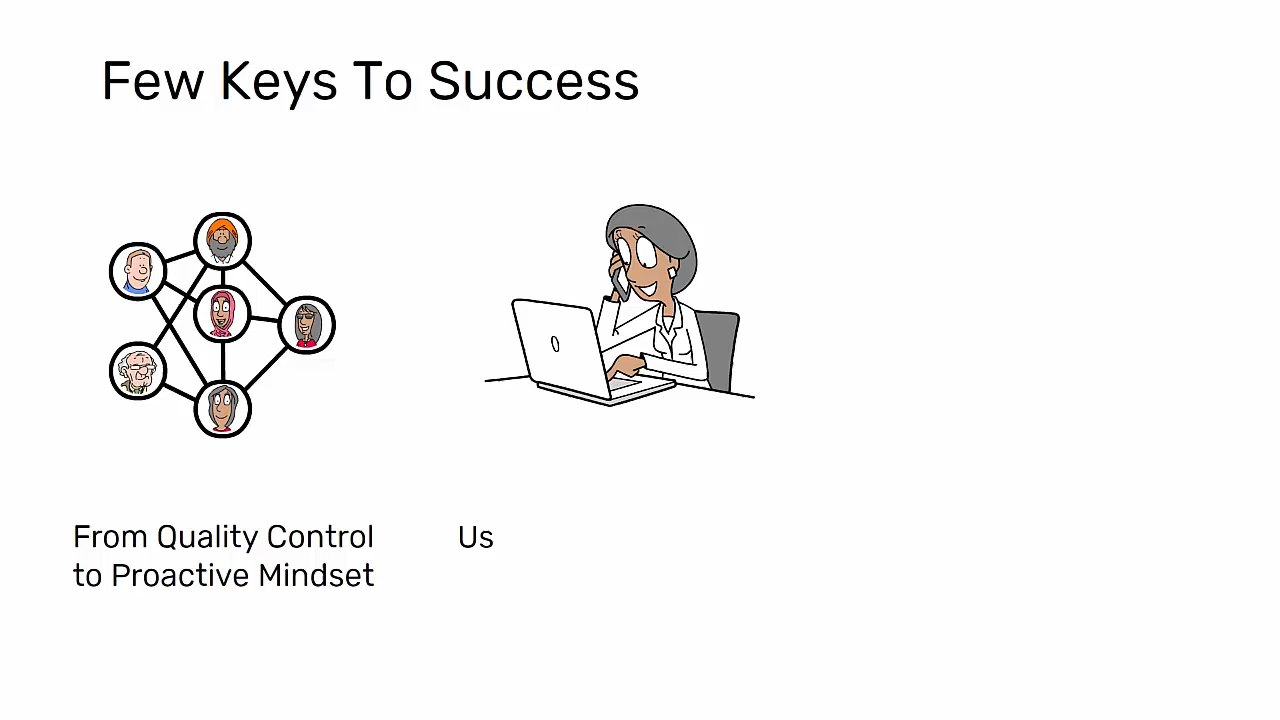 Few Keys To Success
From Quality Control
to Proactive Mindset
Us